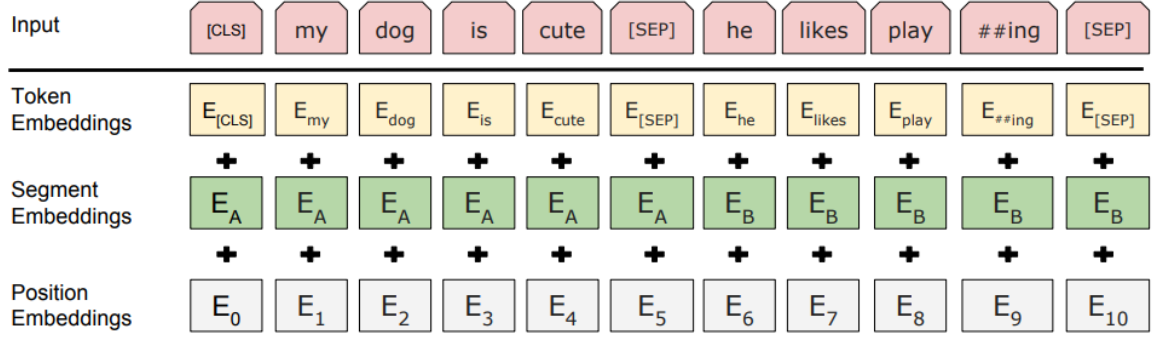 Input [CLS] my dog is cute [SEP] he likes play ##ing [SEP]
Token
Embeddings
E[CLS] Emy Edog Eis Ecute E[SEP] Ehe Elikes Eplay E##ing E[SEP]
+ + + + + + + + + + +
Segment
Embeddings
EA EA EA EA EA EA EB EB EB EB EB
+ + + + + + + + + + +
Position
Embeddings
E0 E1 E2 E3 E4 E5 E6 E7 E8 E9 E10